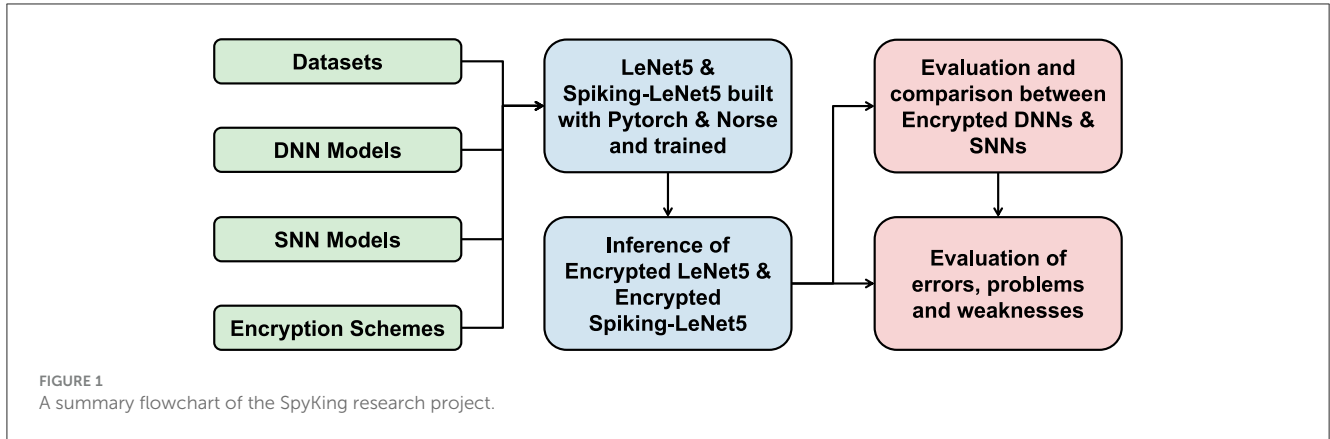 Datasets
DNN Models
SNN Models
Encryption Schemes
LeNet5 &
Spiking-LeNet5 built
with Pytorch & Norse
and trained
Inference of
Encrypted LeNet5 &
Encrypted
Spiking-LeNet5
Evaluation and
comparison between
Encrypted DNNs &
SNNs
Evaluation of
errors, problems
and weaknesses
FIGURE 1
A summary flowchart of the SpyKing research project.